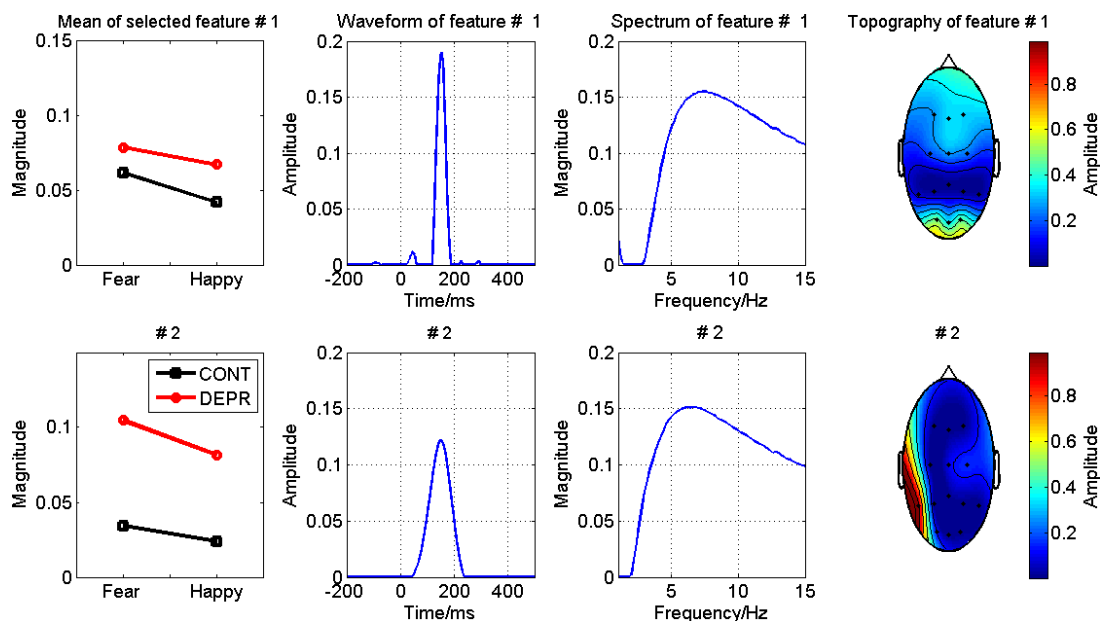 Mean of selected feature # 1
0.15
0.1
0.05
0
Magnitude
Fear
Happy
Waveform of feature # 1
0.2
0.15
0.1
0.05
0
Amplitude
-200 0 200 400
Time/ms
Spectrum of feature # 1
0.2
0.15
0.1
0.05
0
Magnitude
5 10 15
Frequency/Hz
Topography of feature # 1
0.8
0.6
0.4
0.2
Amplitude
# 2
0.1
0.05
0
Magnitude
CONT
DEPR
Fear
Happy
# 2
0.2
0.15
0.1
0.05
0
Amplitude
-200 0 200 400
Time/ms
# 2
0.2
0.15
0.1
0.05
0
Magnitude
5 10 15
Frequency/Hz
# 2
0.8
0.6
0.4
0.2
Amplitude